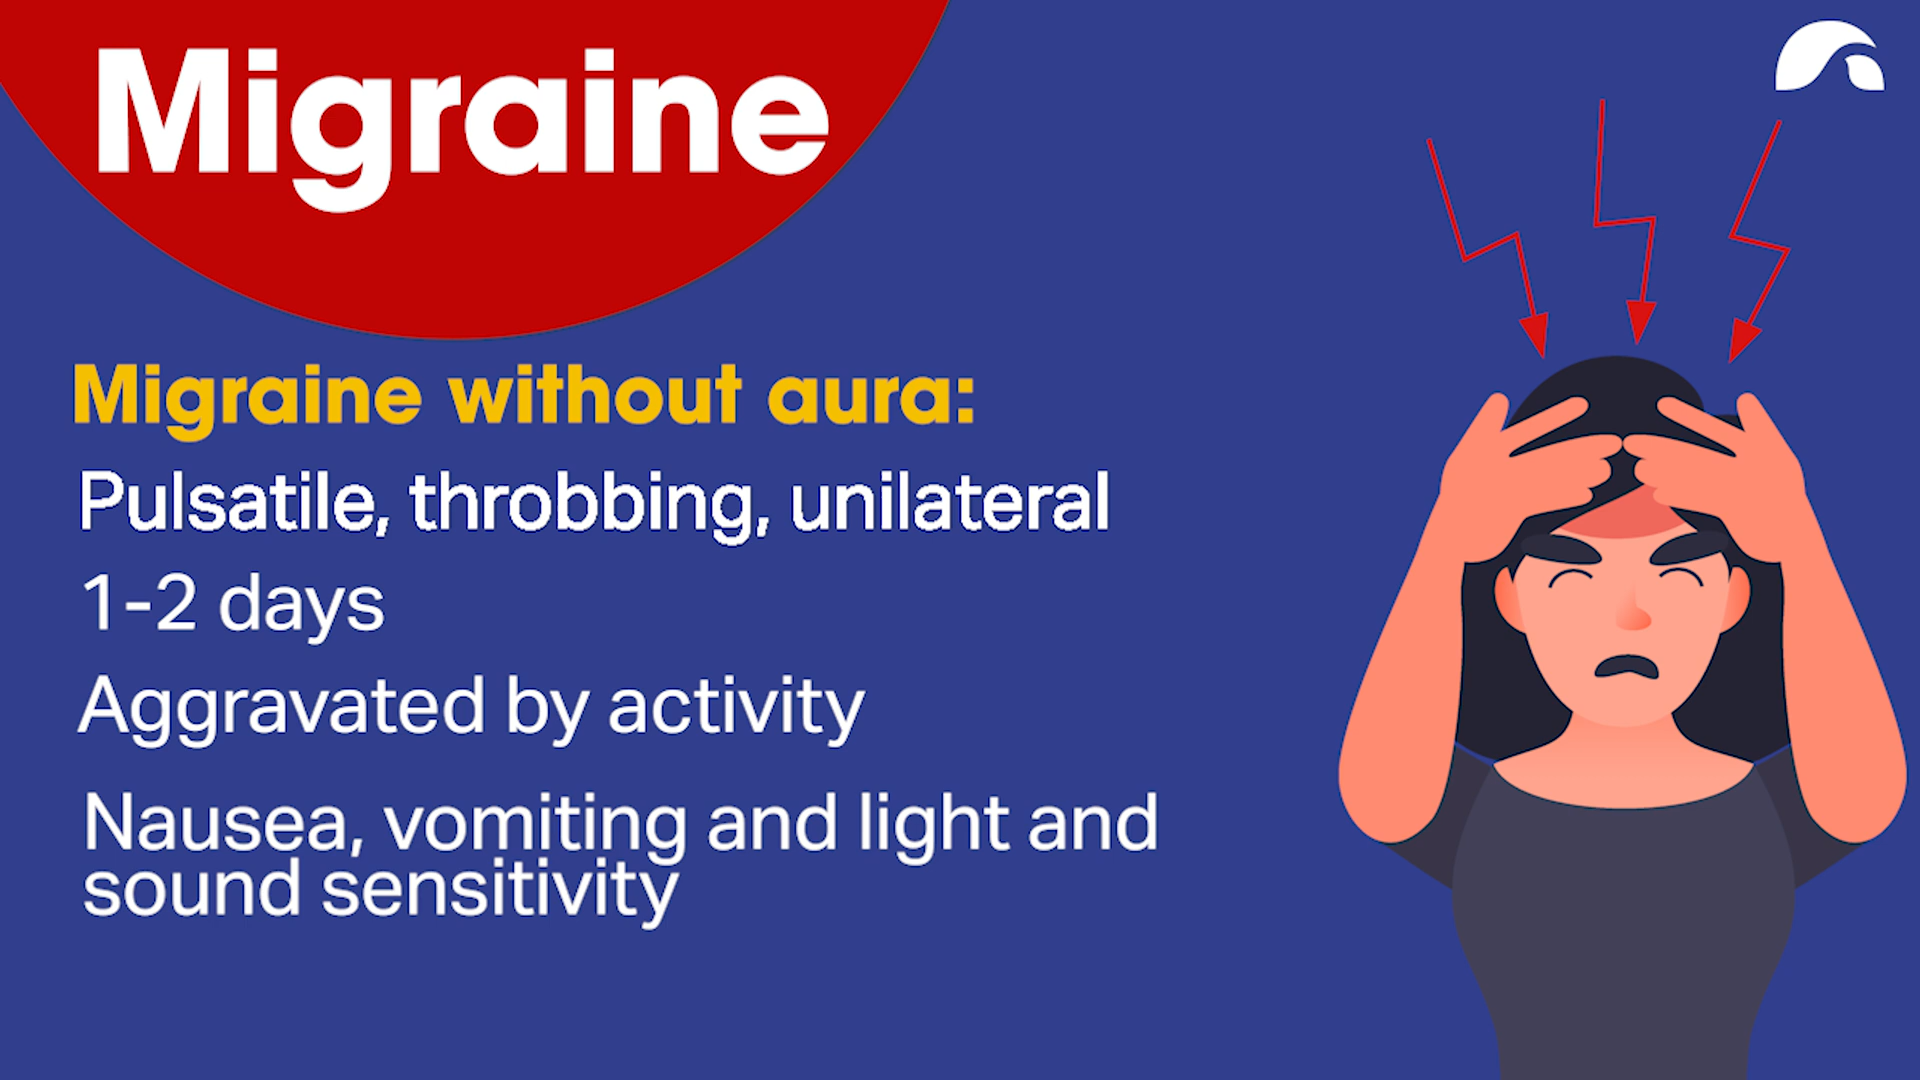 Migraine
Migraine without aura:
Pulsatile, throbbing, unilateral
1-2 days
Aggravated by activity
Nausea, vomiting and light and
sound sensitivity